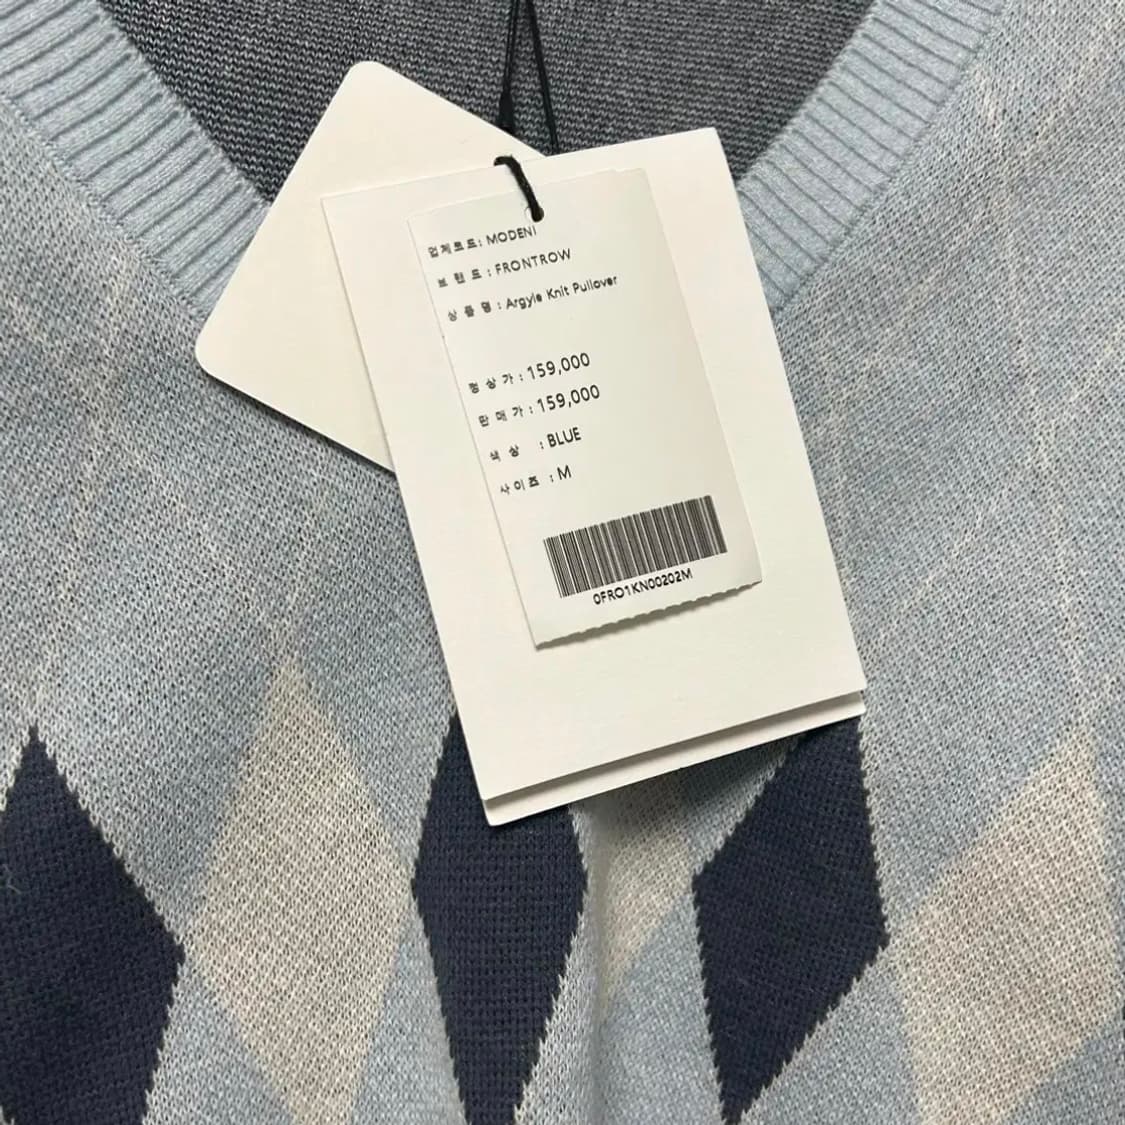 업체코드: MODENI
브 랜 드 : FRONTROW
상 품 명 : Argyle Knit Pullover
정 상 가 : 159,000
판 매 가 : 159,000
색 상 : BLUE
사 이 즈 : M
0FRO1KN00202M